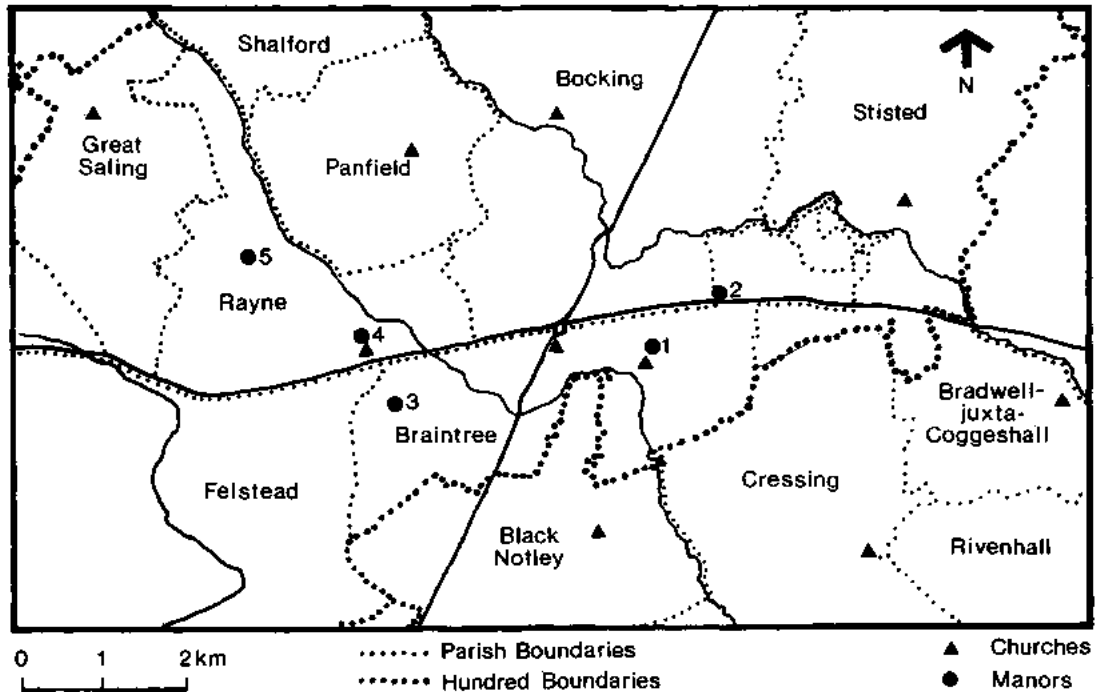 Shalford
Bocking
N
Stisted
Great
Saling
Panfield
5
Rayne
2
4
1
3
Braintree
Bradwell-
juxta-
Coggeshall
Felstead
Cressing
Black
Notley
Rivenhall
0 1 2 km
Parish Boundaries
Hundred Boundaries
Churches
Manors